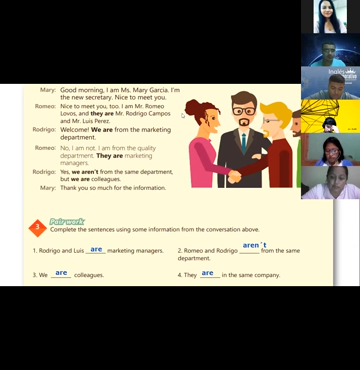 Mary: Good morning, I am Ms. Mary Garcia. I'm
the new secretary. Nice to meet you.
Romeo: Nice to meet you, too. I am Mr. Romeo
Lovos, and they are Mr. Rodrigo Campos
and Mr. Luis Perez.
Rodrigo: Welcome! We are from the marketing
department.
Romeo: No, I am not. I am from the quality
department. They are marketing
managers.
Rodrigo: Yes, we aren't from the same department,
but we are colleagues.
Mary: Thank you so much for the information.
3 Pair work
Complete the sentences using some information from the conversation above.
1. Rodrigo and Luis are marketing managers.
2. Romeo and Rodrigo aren´t from the same
department.
3. We are colleagues.
4. They are in the same company.
Inglés